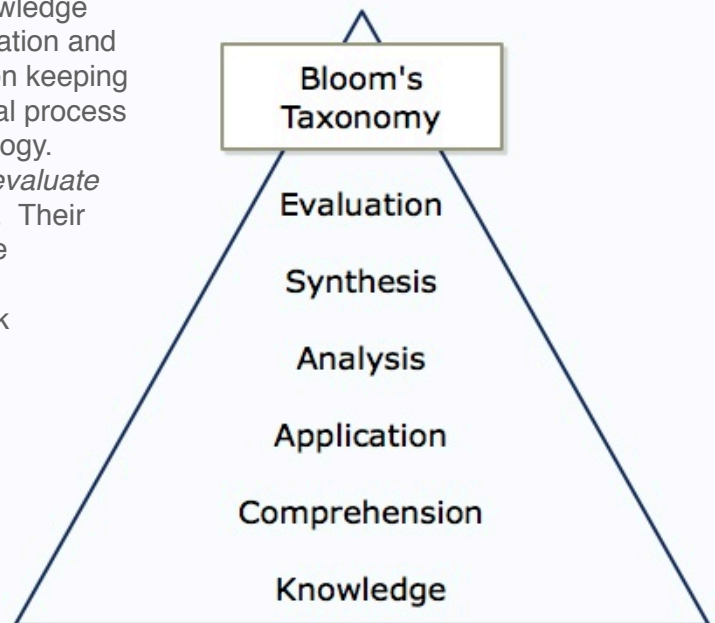 wledge
ation and
n keeping
al process
ogy.
evaluate
Their
e
k
Bloom's
Taxonomy
Evaluation
Synthesis
Analysis
Application
Comprehension
Knowledge